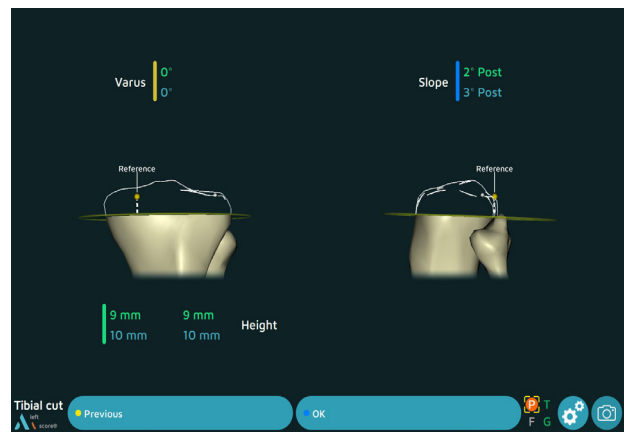 Varus 0° 0°
Slope 2° Post 3° Post
Reference
Reference
9 mm 9 mm
10 mm 10 mm
Height
Tibial cut
left
score®
Previous
OK
P T
F G